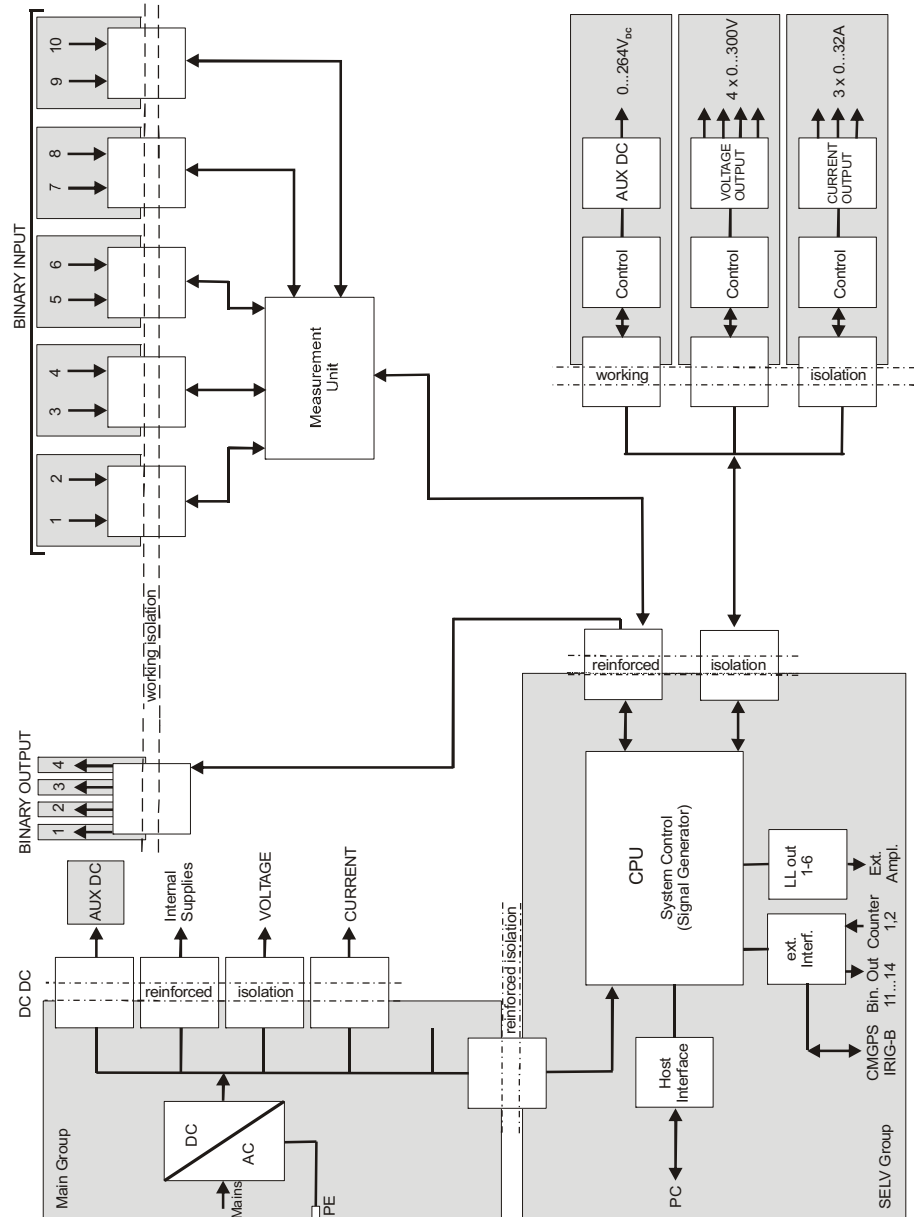 BINARY INPUT
1
2
3
4
5
6
7
8
9
10
working isolation
BINARY OUTPUT
1
2
3
4
Measurement
Unit
AUX DC
0...264VDC
VOLTAGE
OUTPUT
4 x 0...300V
CURRENT
OUTPUT
3 x 0...32A
Control
Control
Control
working
isolation
reinforced
isolation
DC DC
AUX DC
Internal
Supplies
VOLTAGE
CURRENT
reinforced
isolation
reinforced isolation
Main Group
DC
AC
Mains
PE
CPU
System Control
(Signal Generator)
Host
Interface
PC
ext.
Interf.
LL out
1-6
CMGPS
IRIG-B
Bin. Out
11...14
Counter
1,2
Ext.
Ampl.
SELV Group